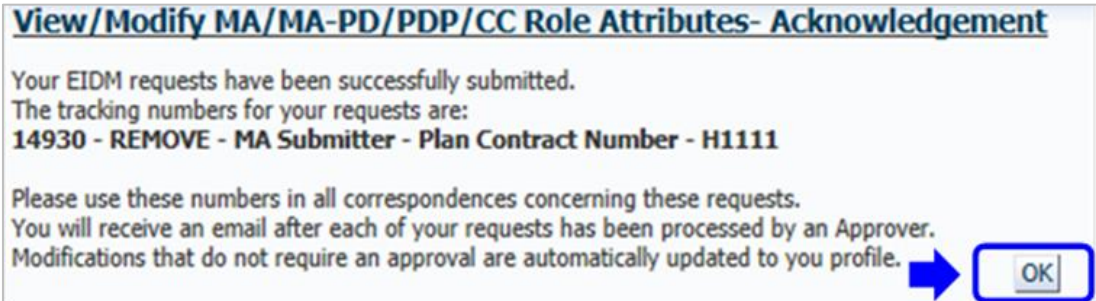 View/Modify MA/MA-PD/PDP/CC Role Attributes- Acknowledgement
Your EIDM requests have been successfully submitted.
The tracking numbers for your requests are:
14930 - REMOVE - MA Submitter - Plan Contract Number - H1111
Please use these numbers in all correspondences concerning these requests.
You will receive an email after each of your requests has been processed by an Approver.
Modifications that do not require an approval are automatically updated to you profile.
OK